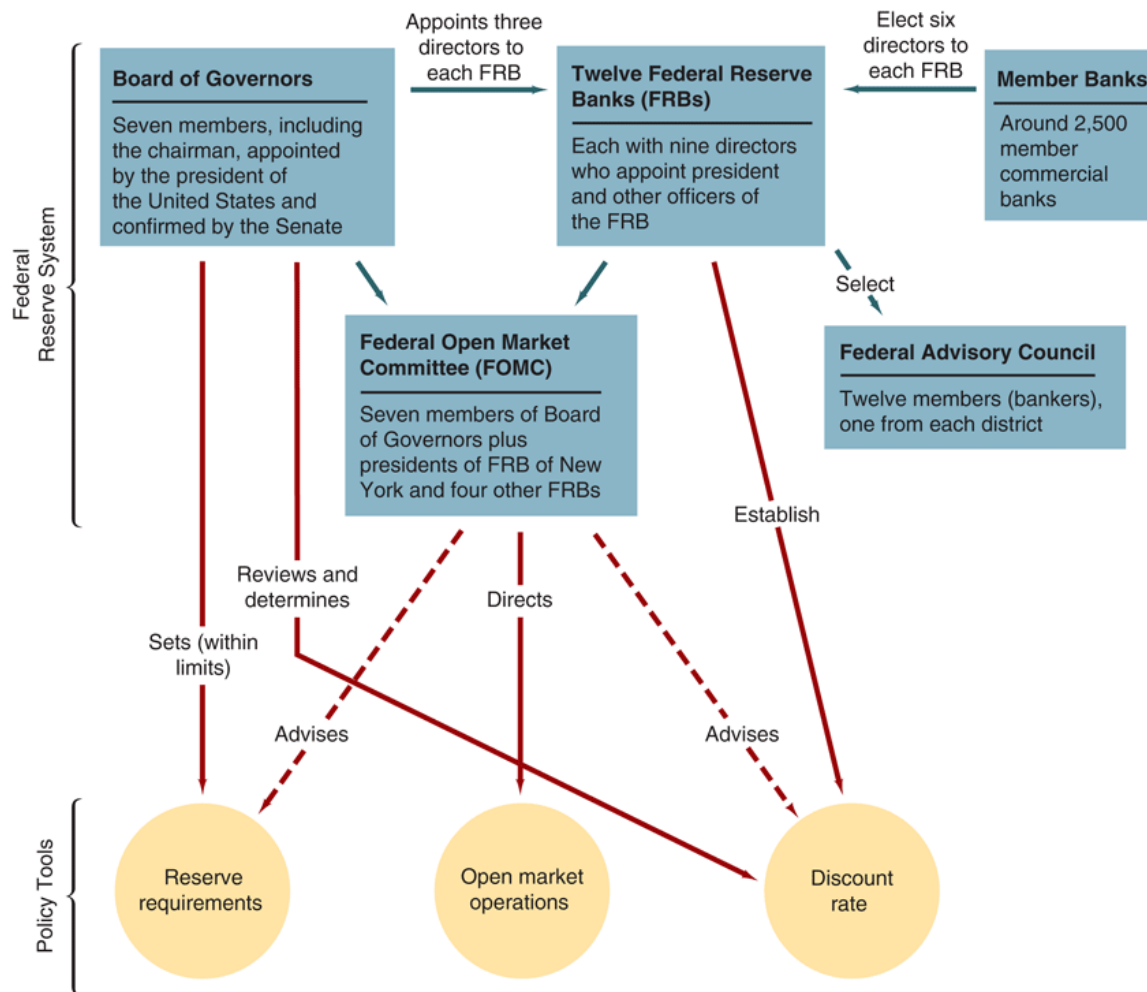 Appoints three
directors to
each FRB
Elect six
directors to
each FRB
Board of Governors
Seven members, including
the chairman, appointed
by the president of
the United States and
confirmed by the Senate
Twelve Federal Reserve
Banks (FRBs)
Each with nine directors
who appoint president
and other officers of
the FRB
Member Banks
Around 2,500
member
commercial
banks
Federal
Reserve System
Select
Federal Open Market
Committee (FOMC)
Seven members of Board
of Governors plus
presidents of FRB of New
York and four other FRBs
Federal Advisory Council
Twelve members (bankers),
one from each district
Establish
Reviews and
determines
Directs
Sets (within
limits)
Advises
Advises
Policy Tools
Reserve
requirements
Open market
operations
Discount
rate